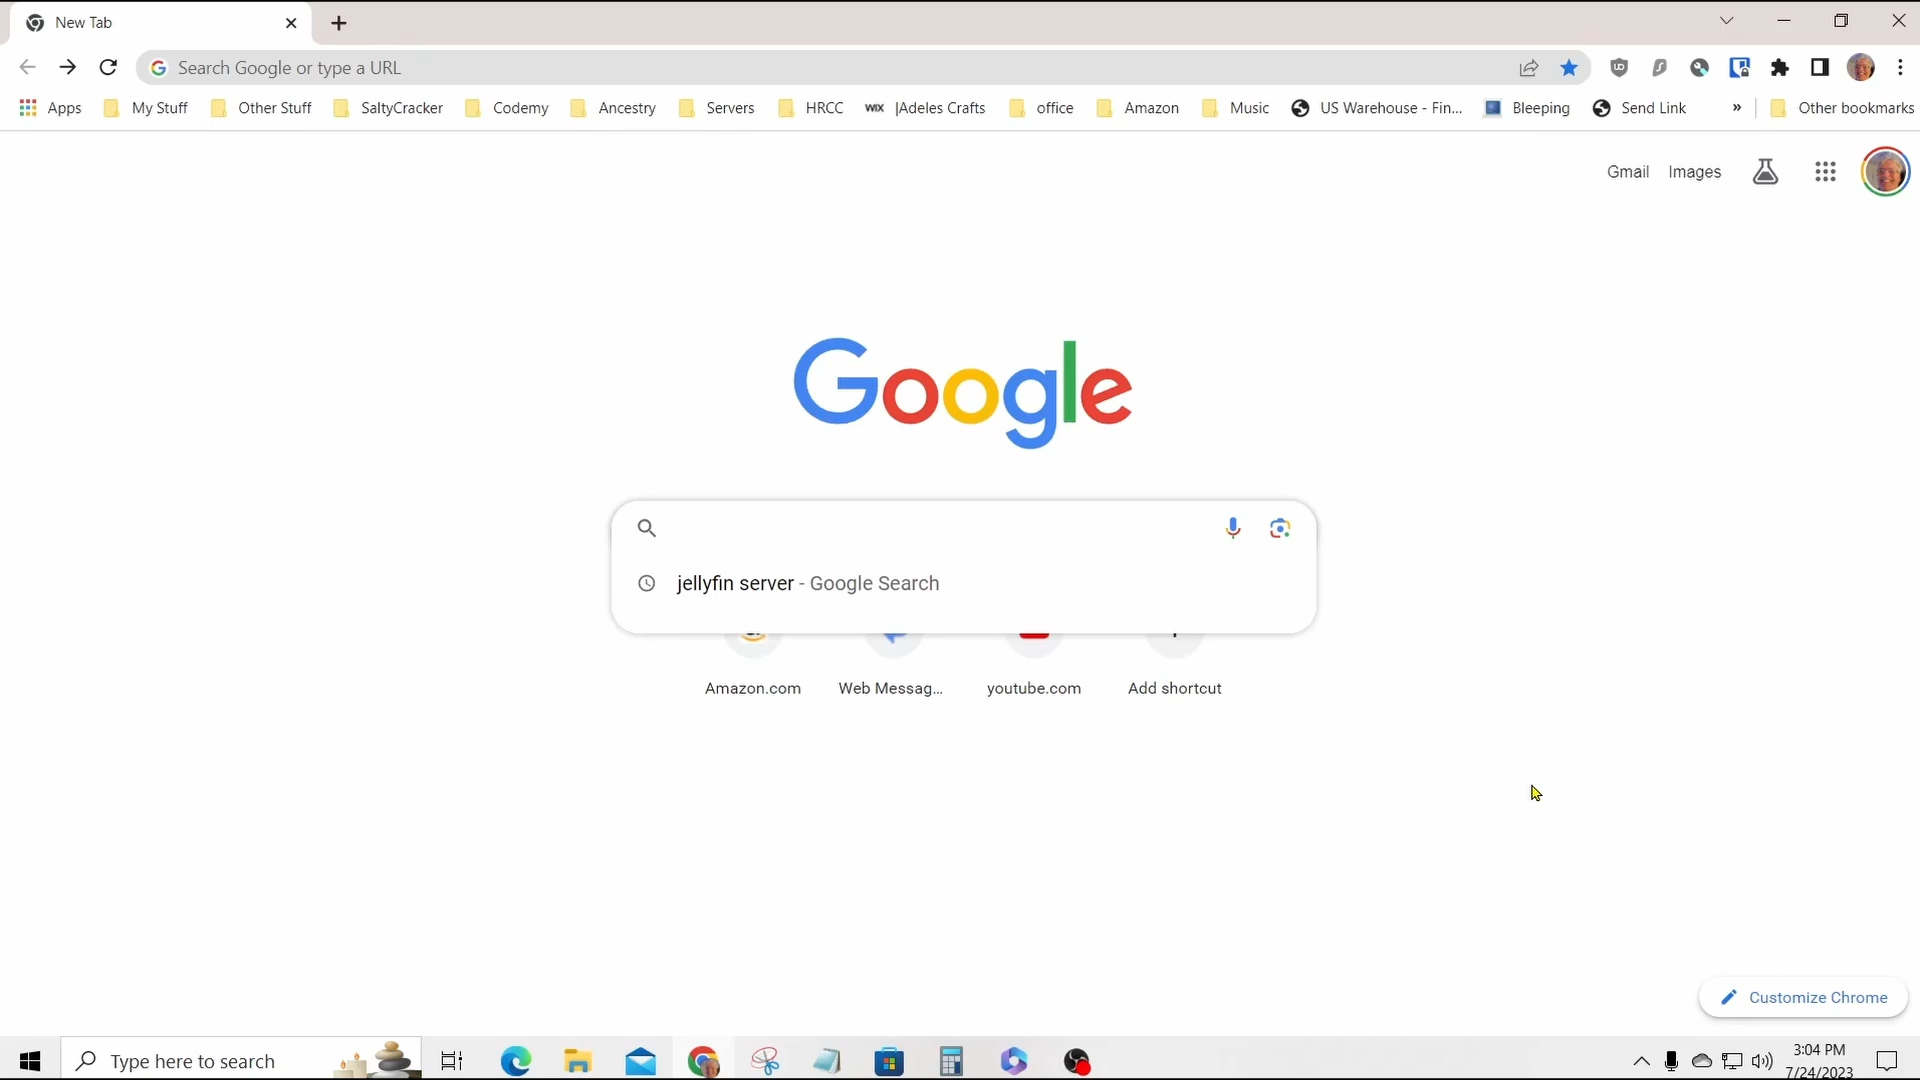 New Tab
Search Google or type a URL
Apps My Stuff Other Stuff SaltyCracker Codemy Ancestry Servers HRCC WIX |Adeles Crafts office Amazon Music US Warehouse - Fin... Bleeping Send Link » Other bookmarks
Gmail Images
Google
jellyfin server - Google Search
Amazon.com Web Messag... youtube.com Add shortcut
Customize Chrome
Type here to search
3:04 PM
7/24/2023